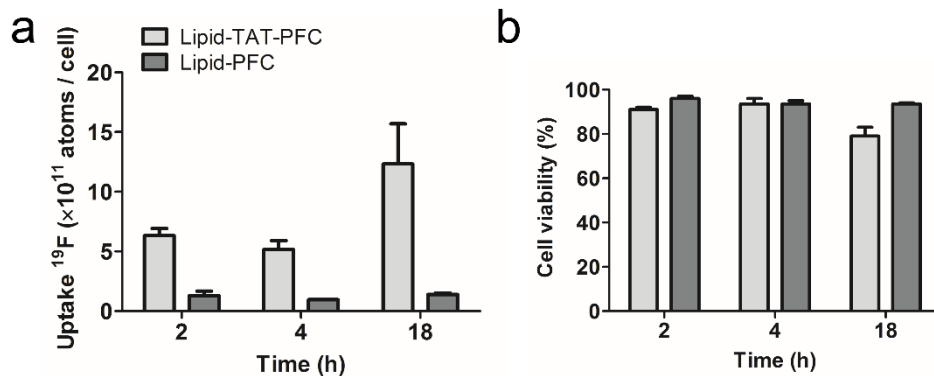 a
Lipid-TAT-PFC
Lipid-PFC
20
15
10
5
0
Uptake ¹⁹F (×10¹¹ atoms / cell)
2 4 18
Time (h)
b
100
80
60
40
20
0
Cell viability (%)
2 4 18
Time (h)